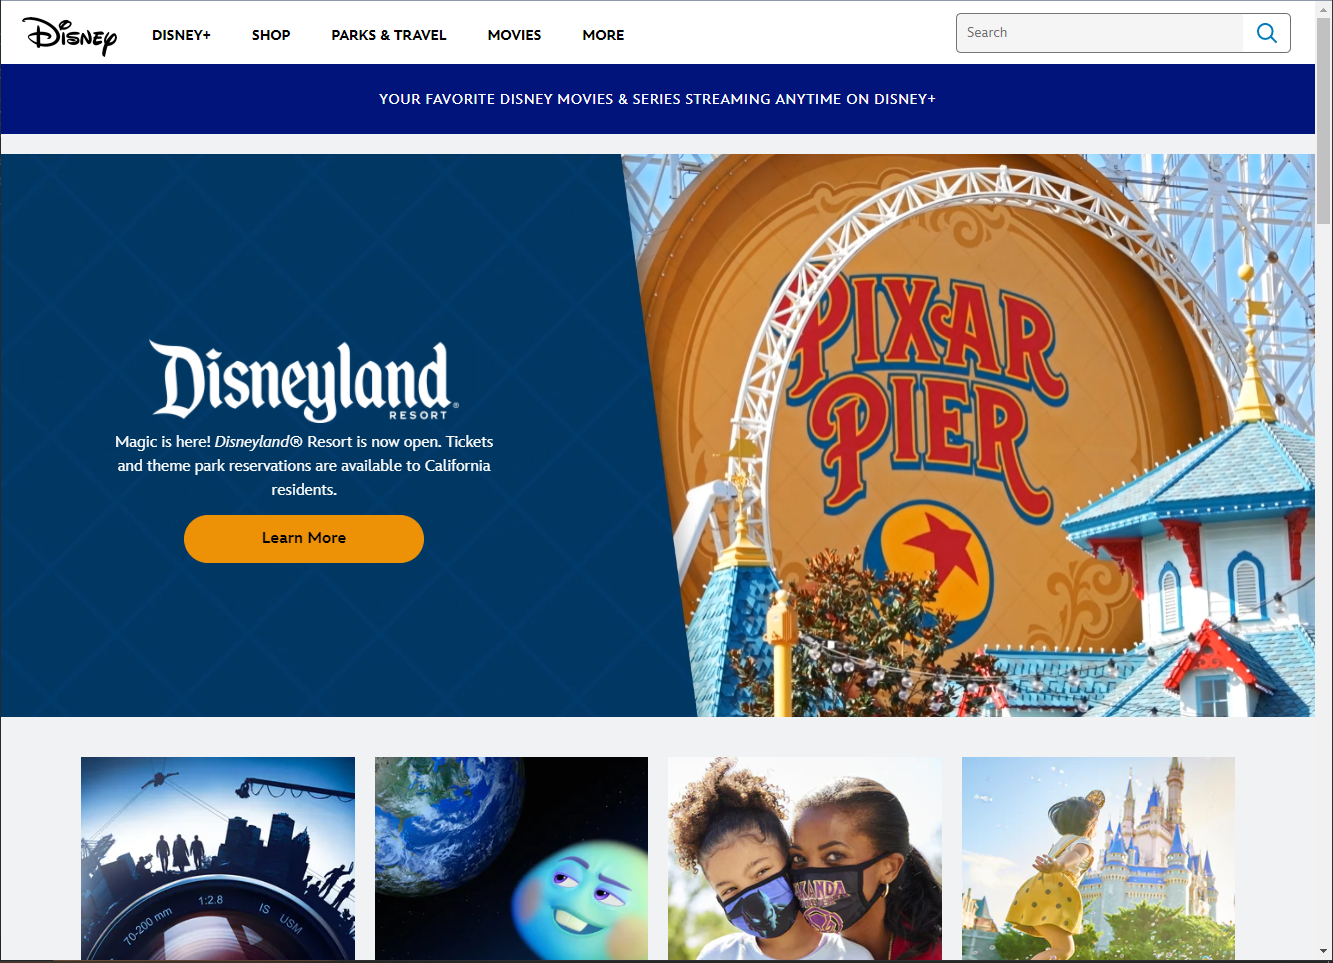 Disney
DISNEY+
SHOP
PARKS & TRAVEL
MOVIES
MORE
Search
YOUR FAVORITE DISNEY MOVIES & SERIES STREAMING ANYTIME ON DISNEY+
Disneyland
RESORT®
Magic is here! Disneyland® Resort is now open. Tickets
and theme park reservations are available to California
residents.
Learn More
PIXAR
PIER
70-200 mm
1:2.8
IS
USM